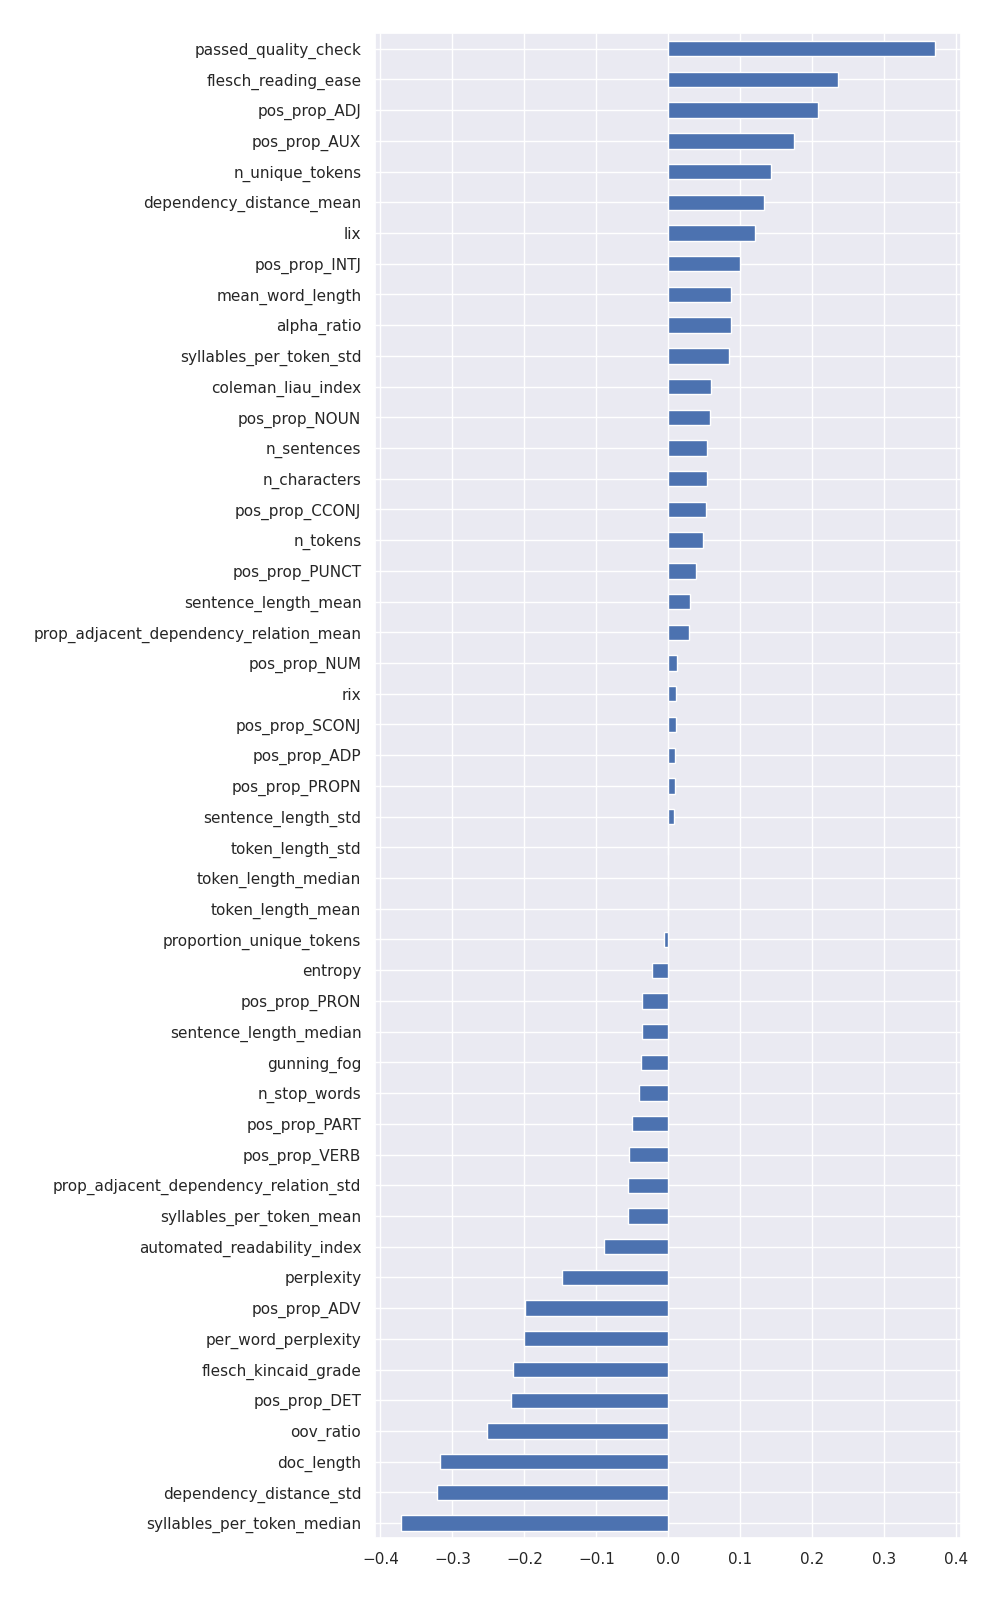 passed_quality_check
flesch_reading_ease
pos_prop_ADJ
pos_prop_AUX
n_unique_tokens
dependency_distance_mean
lix
pos_prop_INTJ
mean_word_length
alpha_ratio
syllables_per_token_std
coleman_liau_index
pos_prop_NOUN
n_sentences
n_characters
pos_prop_CCONJ
n_tokens
pos_prop_PUNCT
sentence_length_mean
prop_adjacent_dependency_relation_mean
pos_prop_NUM
rix
pos_prop_SCONJ
pos_prop_ADP
pos_prop_PROPN
sentence_length_std
token_length_std
token_length_median
token_length_mean
proportion_unique_tokens
entropy
pos_prop_PRON
sentence_length_median
gunning_fog
n_stop_words
pos_prop_PART
pos_prop_VERB
prop_adjacent_dependency_relation_std
syllables_per_token_mean
automated_readability_index
perplexity
pos_prop_ADV
per_word_perplexity
flesch_kincaid_grade
pos_prop_DET
oov_ratio
doc_length
dependency_distance_std
syllables_per_token_median
−0.4 −0.3 −0.2 −0.1 0.0 0.1 0.2 0.3 0.4